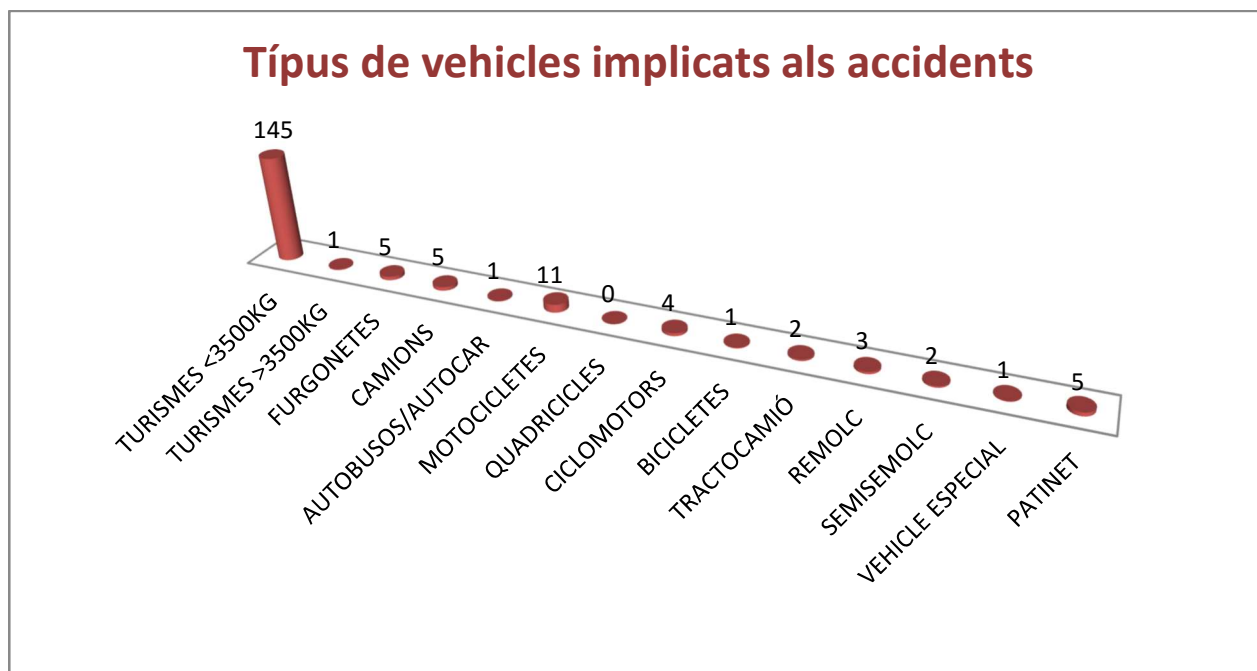 Típus de vehicles implicats als accidents
145
1
5
5
1
11
0
4
1
2
3
2
1
5
TURISMES <3500KG
TURISMES >3500KG
FURGONETES
CAMIONS
AUTOBUSOS/AUTOCAR
MOTOCICLETES
QUADRICICLES
CICLOMOTORS
BICICLETES
TRACTOCAMIÓ
REMOLC
SEMISEMOLC
VEHICLE ESPECIAL
PATINET